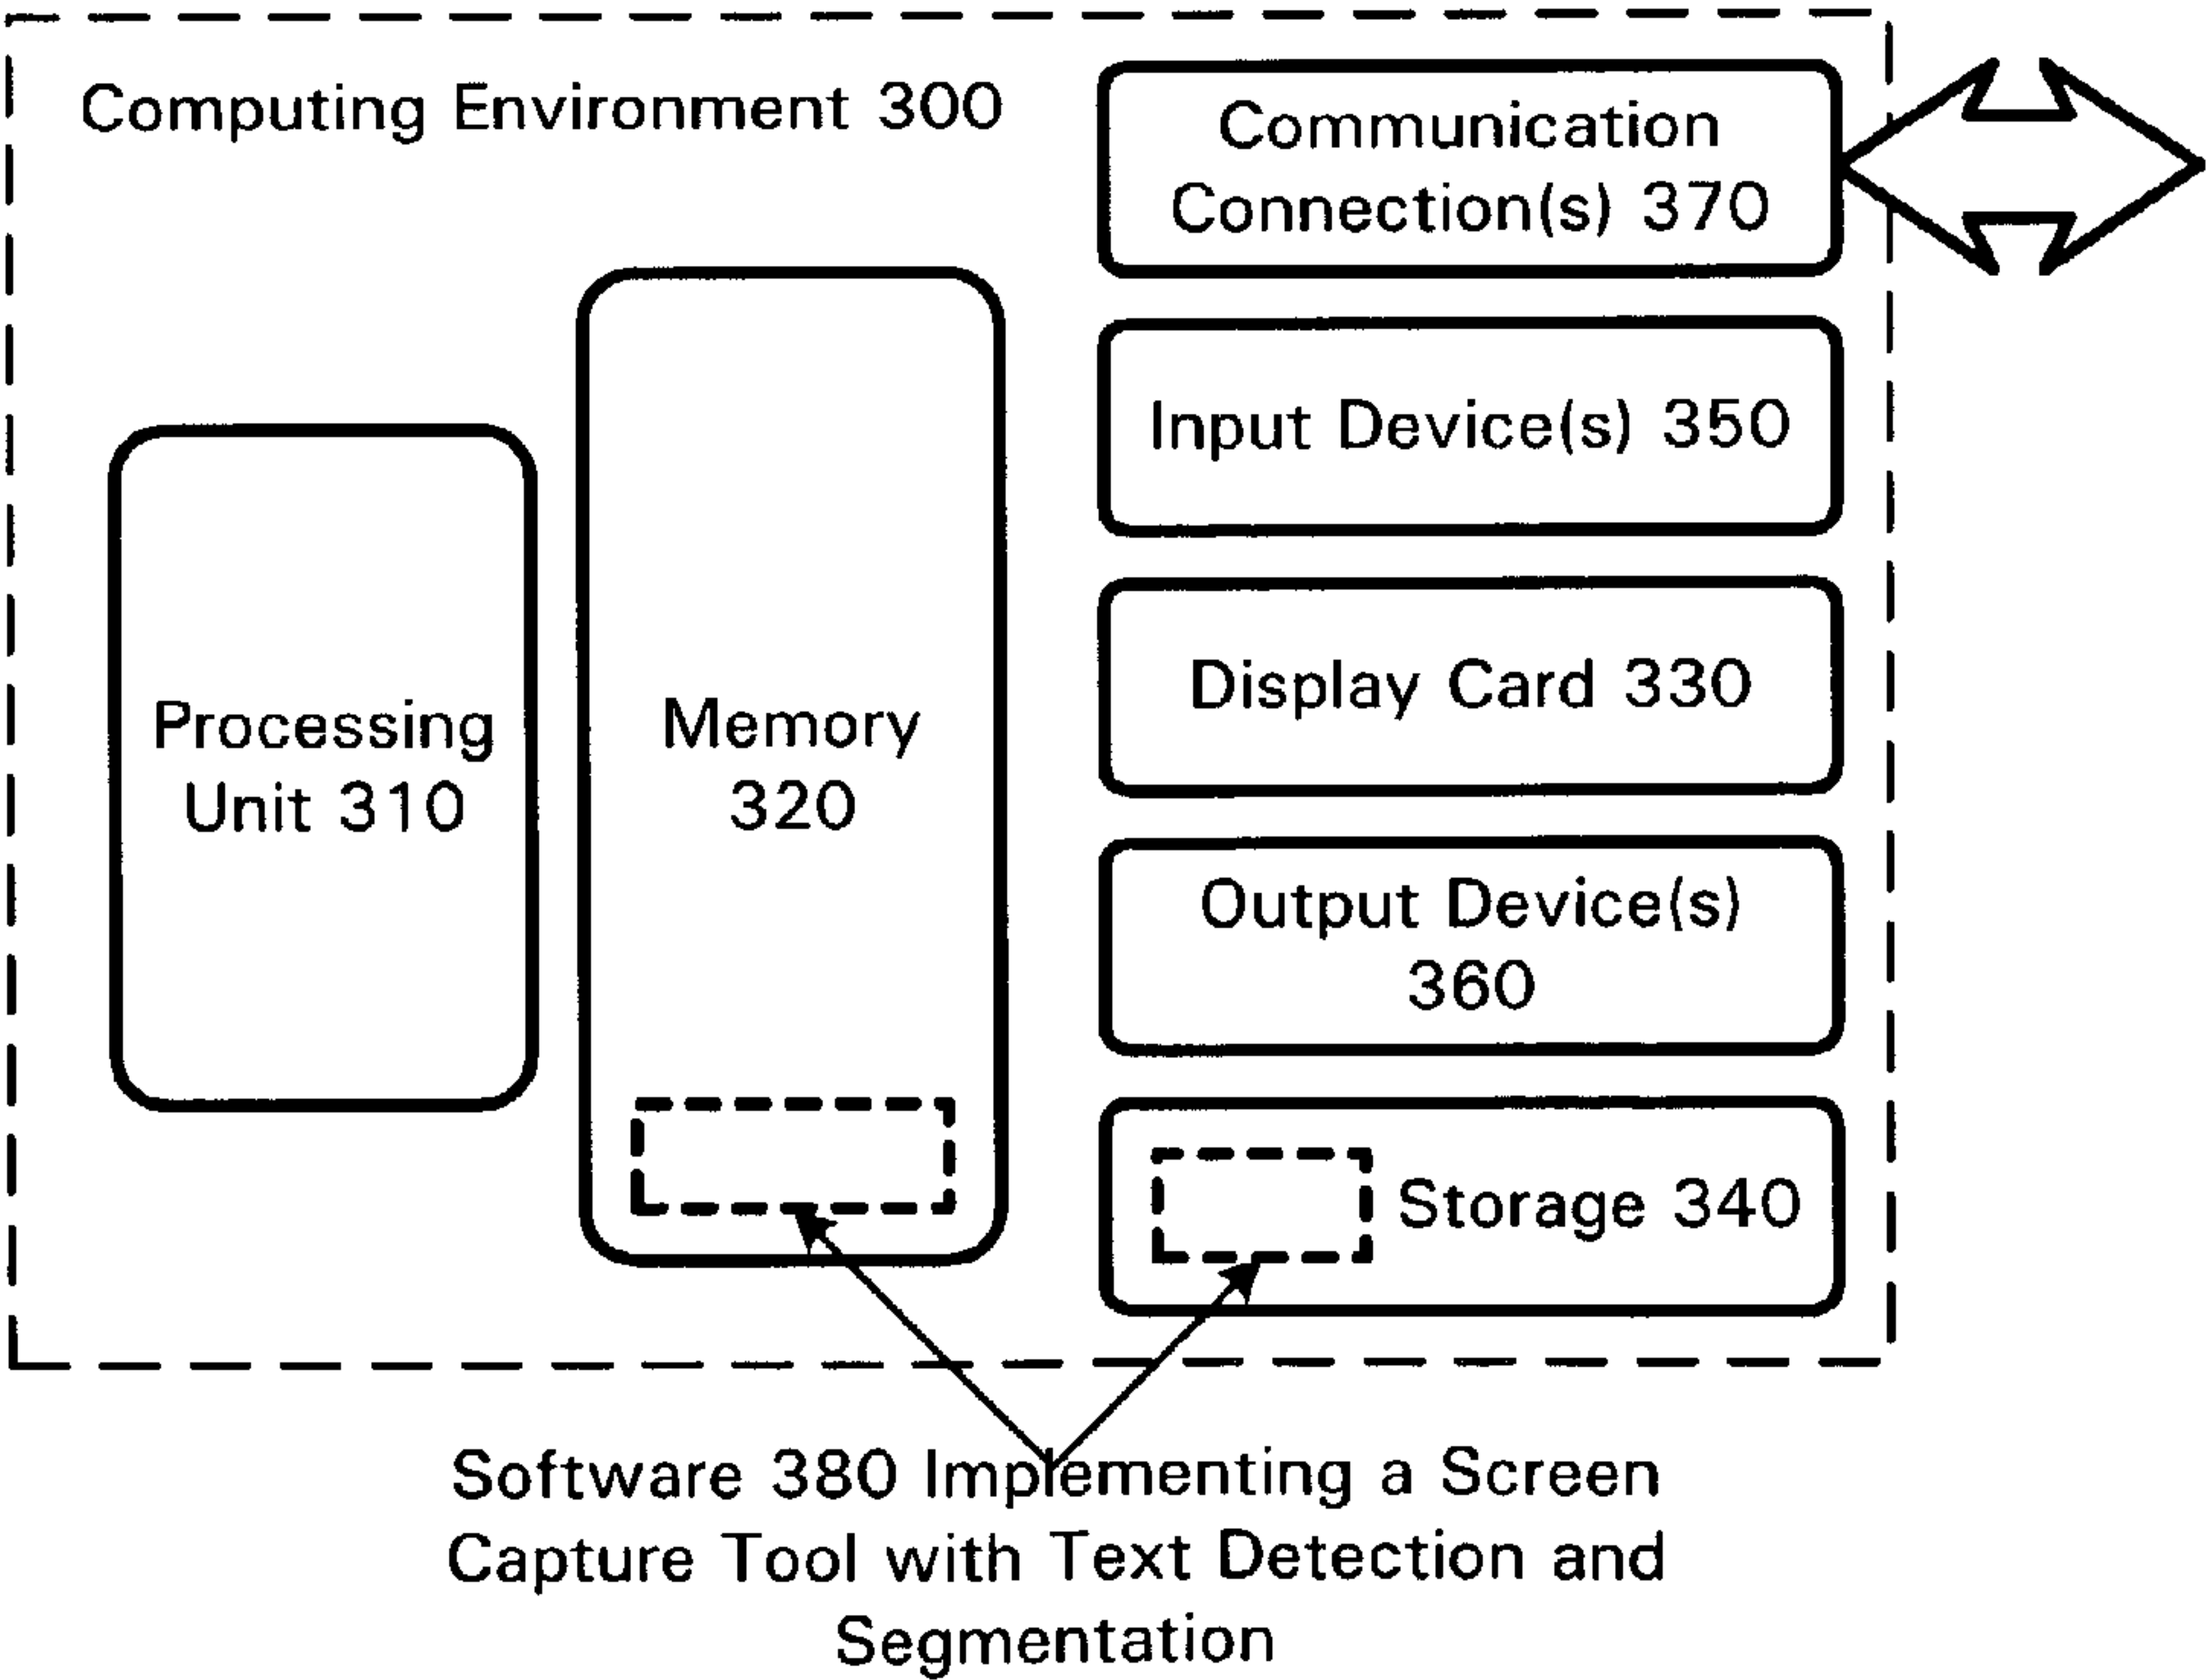 Computing Environment 300
Communication
Connection(s) 370
Input Device(s) 350
Display Card 330
Processing
Unit 310
Memory
320
Output Device(s)
360
Storage 340
Software 380 Implementing a Screen
Capture Tool with Text Detection and
Segmentation